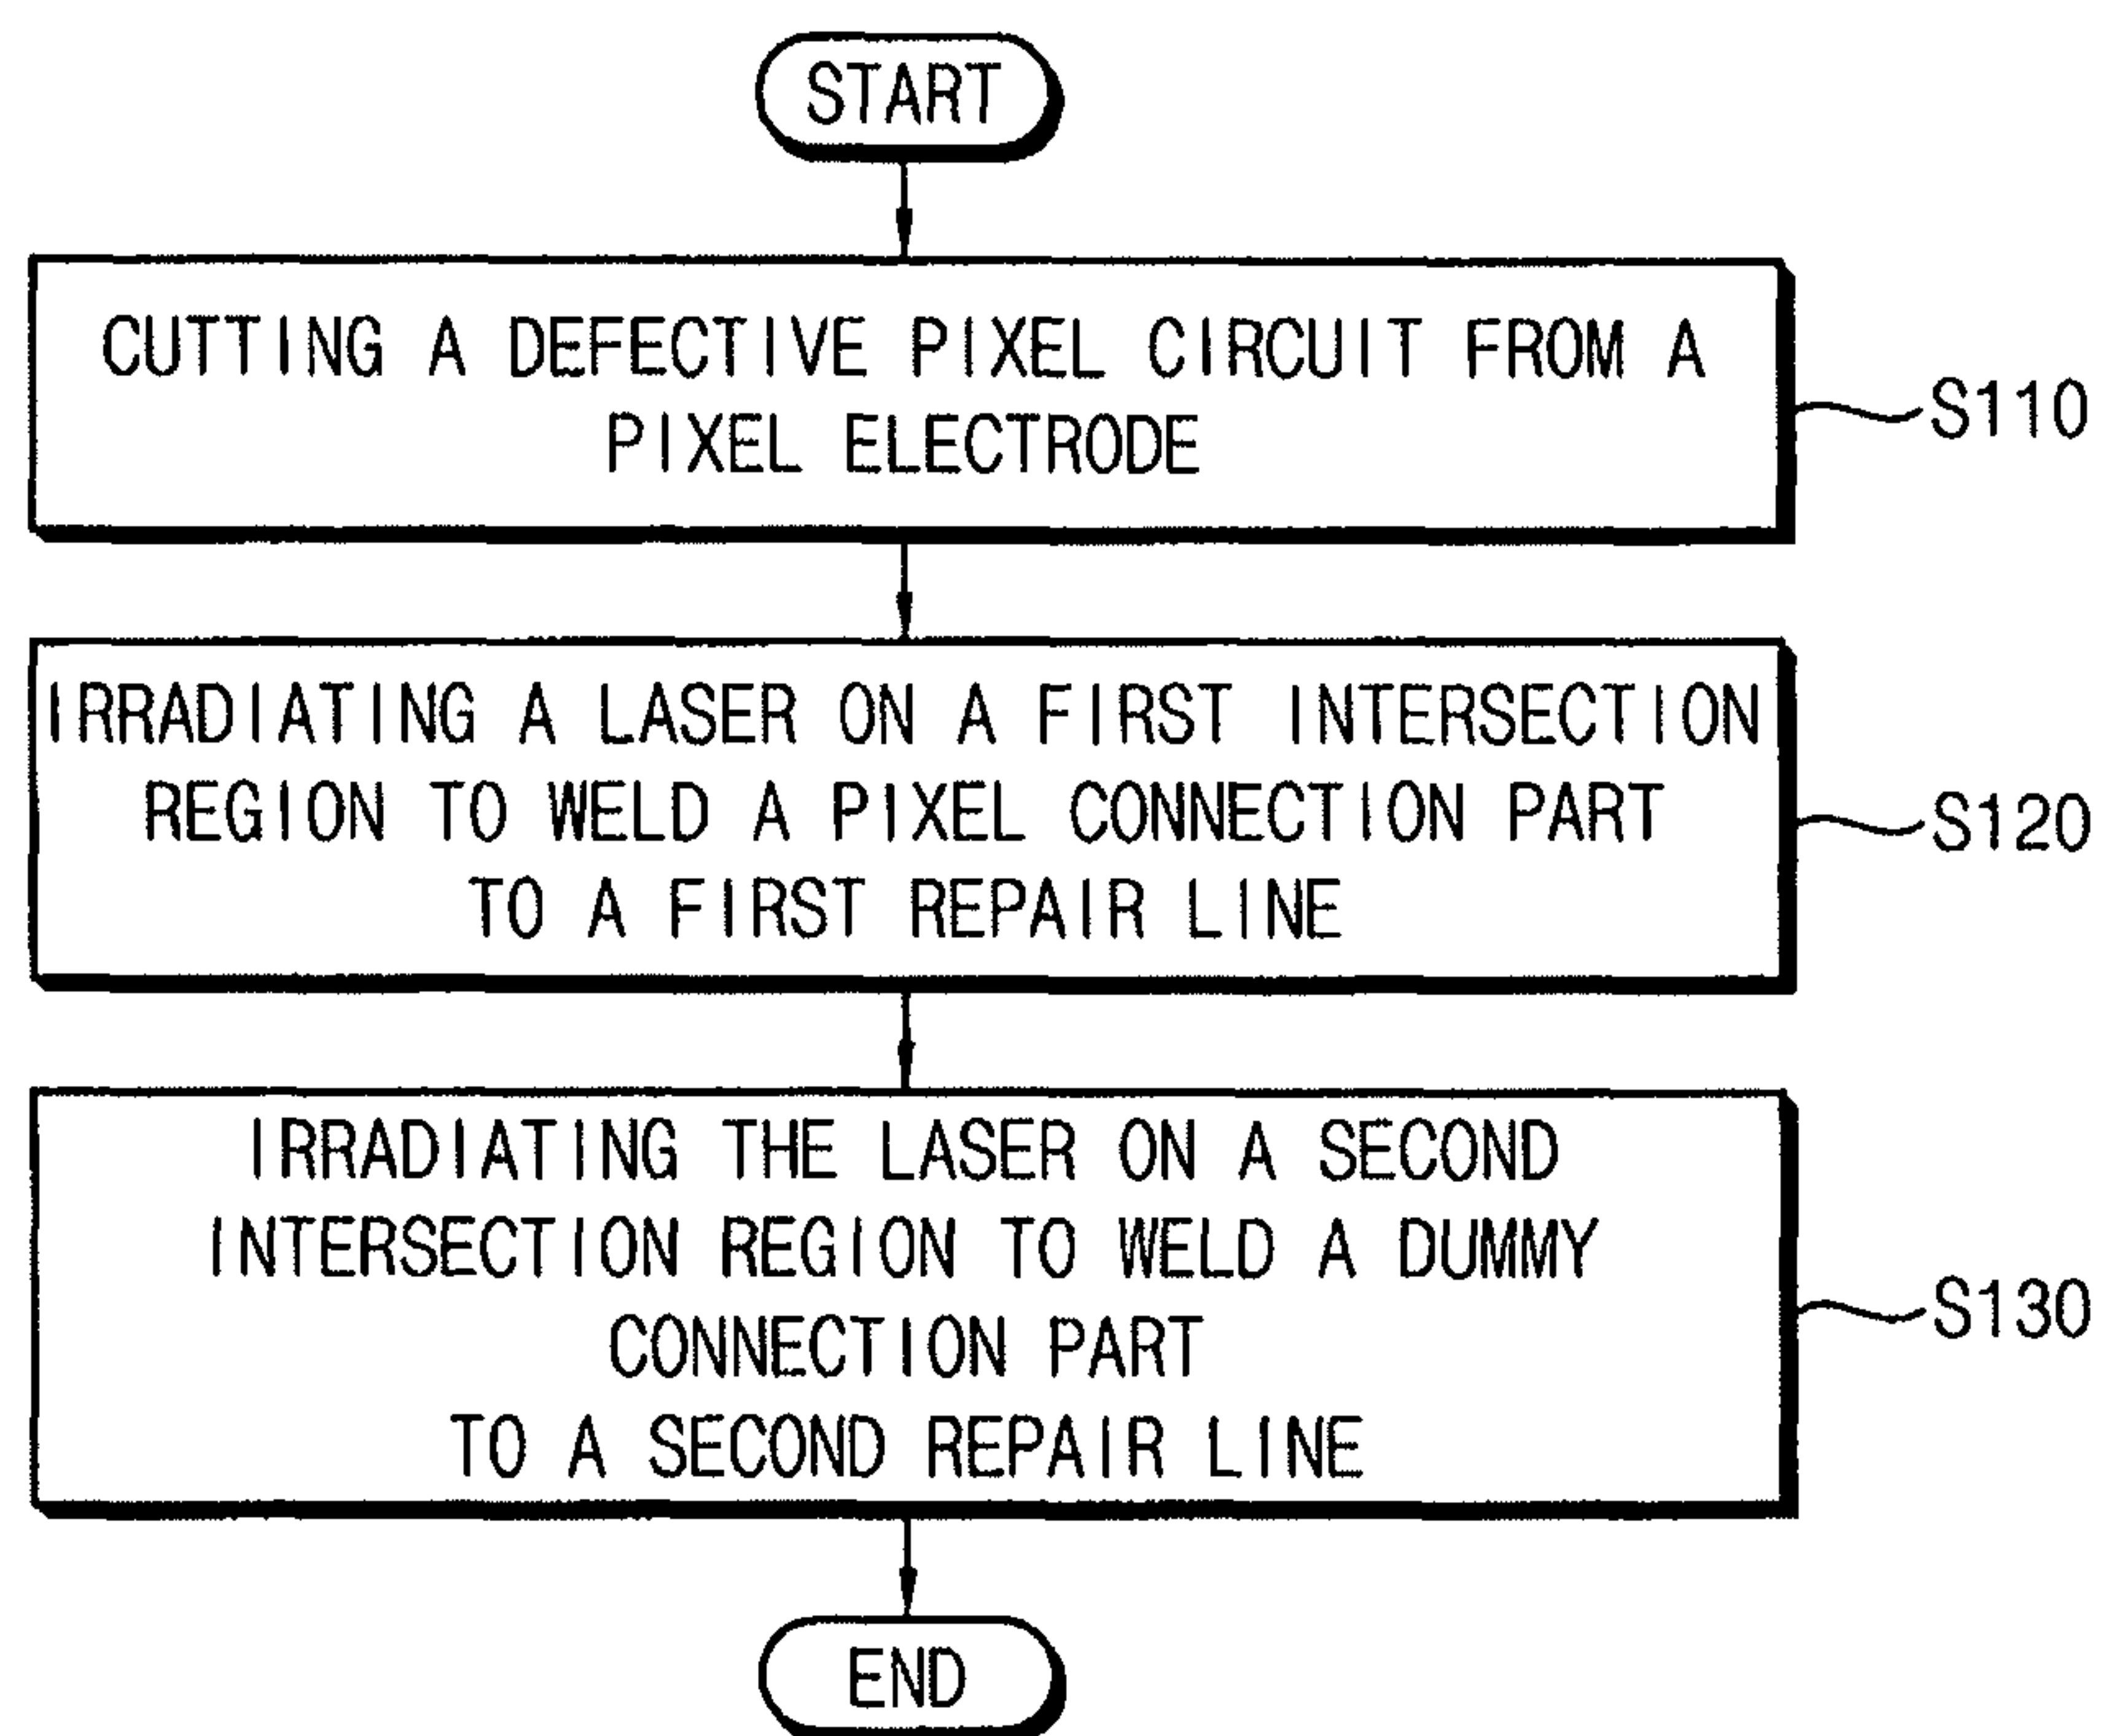 START
CUTTING A DEFECTIVE PIXEL CIRCUIT FROM A
PIXEL ELECTRODE
S110
IRRADIATING A LASER ON A FIRST INTERSECTION
REGION TO WELD A PIXEL CONNECTION PART
TO A FIRST REPAIR LINE
S120
IRRADIATING THE LASER ON A SECOND
INTERSECTION REGION TO WELD A DUMMY
CONNECTION PART
TO A SECOND REPAIR LINE
S130
END